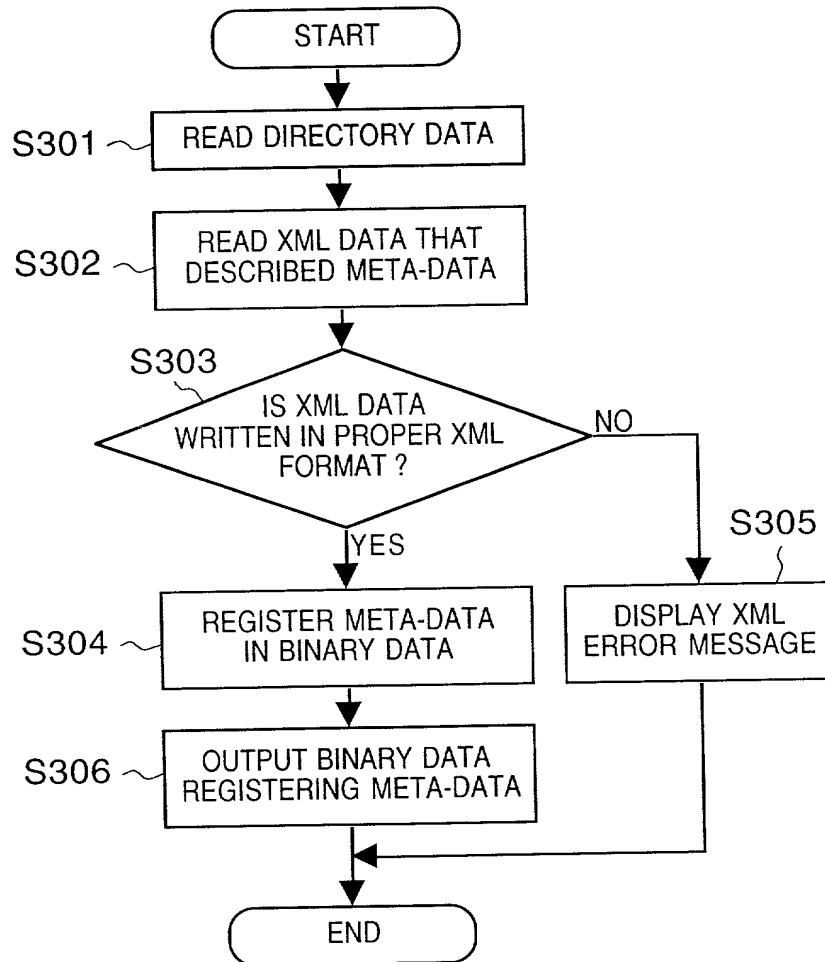 START
S301
READ DIRECTORY DATA
S302
READ XML DATA THAT
DESCRIBED META-DATA
S303
IS XML DATA
WRITTEN IN PROPER XML
FORMAT ?
NO
YES
S305
DISPLAY XML
ERROR MESSAGE
S304
REGISTER META-DATA
IN BINARY DATA
S306
OUTPUT BINARY DATA
REGISTERING META-DATA
END